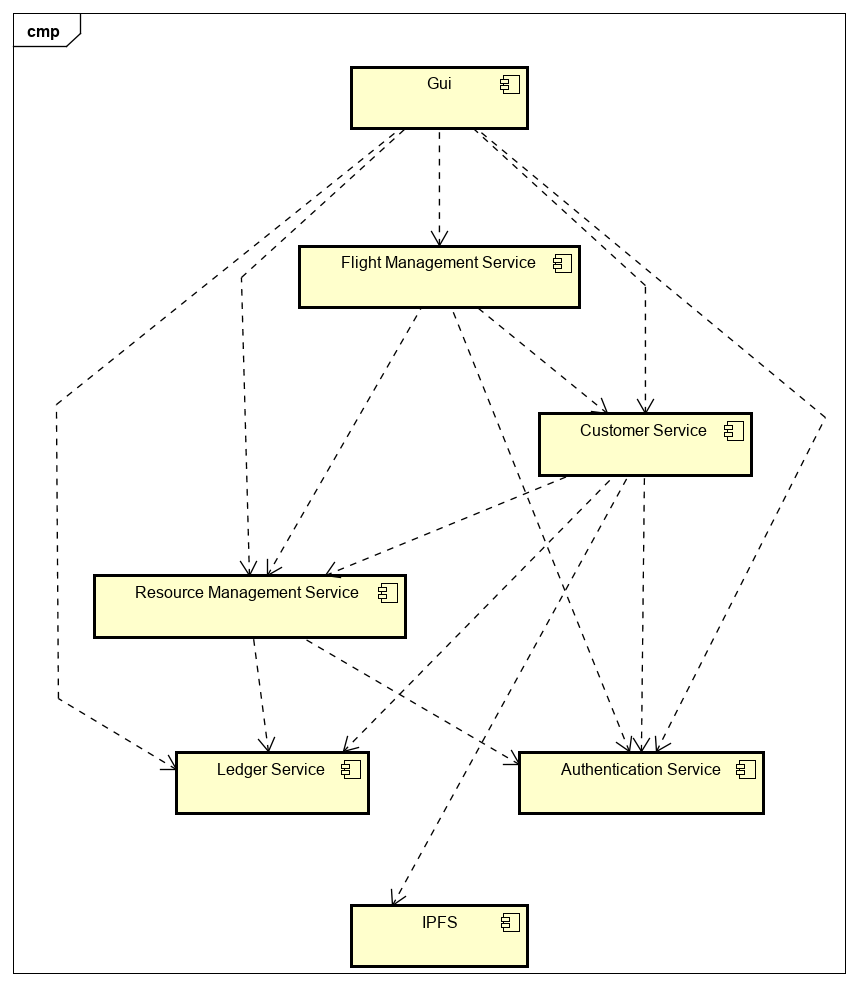 cmp
Gui
Flight Management Service
Customer Service
Resource Management Service
Ledger Service
Authentication Service
IPFS